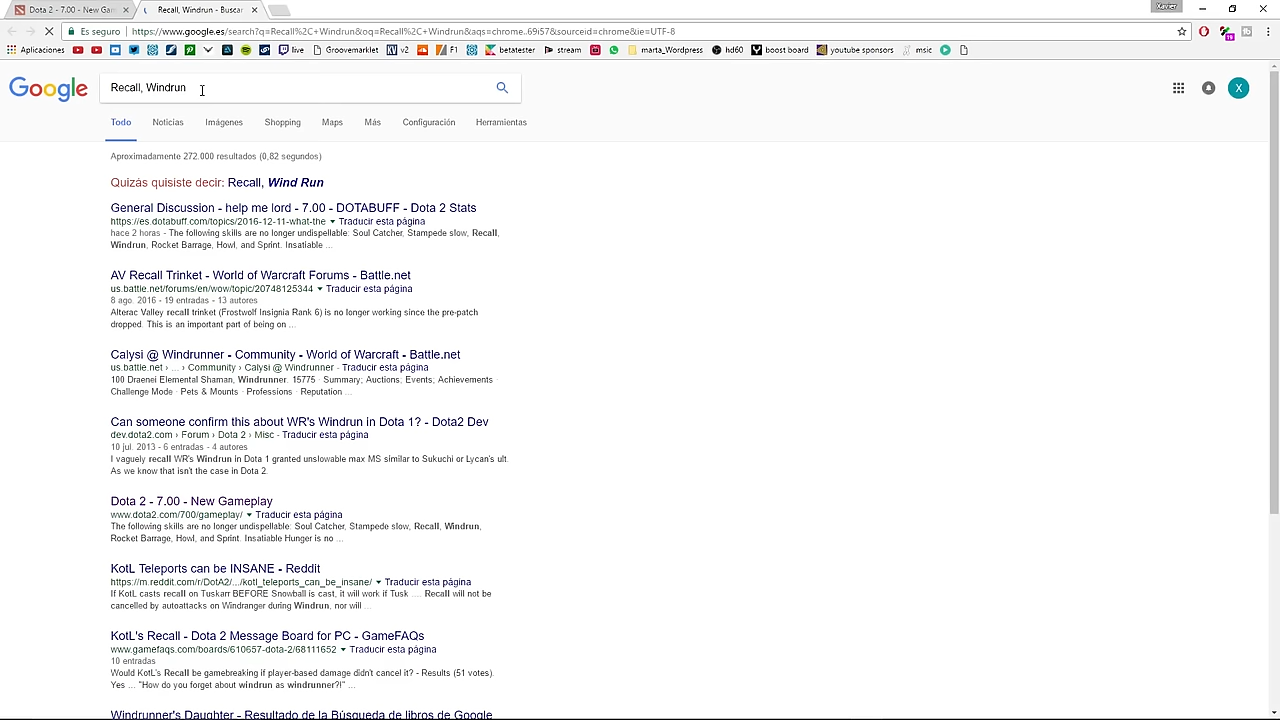 Dota 2 - 7.00 - New Gam
Recall, Windrun - Buscar
Xavier
Es seguro
https://www.google.es/search?q=Recall%2C+Windrun&oq=Recall%2C+Windrun&aqs=chrome..69i57&sourceid=chrome&ie=UTF-8
Aplicaciones
live
Groovemarklet
v2
F1
betatester
stream
marta_Wordpress
hd60
boost board
youtube sponsors
msic
Google
Recall, Windrun
X
Todo
Noticias
Imágenes
Shopping
Maps
Más
Configuración
Herramientas
Aproximadamente 272.000 resultados (0,82 segundos)
Quizás quisiste decir: Recall, Wind Run
General Discussion - help me lord - 7.00 - DOTABUFF - Dota 2 Stats
https://es.dotabuff.com/topics/2016-12-11-what-the ▾ Traducir esta página
hace 2 horas - The following skills are no longer undispellable: Soul Catcher, Stampede slow, Recall,
Windrun, Rocket Barrage, Howl, and Sprint. Insatiable ...
AV Recall Trinket - World of Warcraft Forums - Battle.net
us.battle.net/forums/en/wow/topic/20748125344 ▾ Traducir esta página
8 ago. 2016 - 19 entradas - 13 autores
Alterac Valley recall trinket (Frostwolf Insignia Rank 6) is no longer working since the pre-patch
dropped. This is an important part of being on ...
Calysi @ Windrunner - Community - World of Warcraft - Battle.net
us.battle.net › ... › Community › Calysi @ Windrunner - Traducir esta página
100 Draenei Elemental Shaman, Windrunner. 15775 · Summary; Auctions; Events; Achievements ·
Challenge Mode · Pets & Mounts · Professions · Reputation ...
Can someone confirm this about WR's Windrun in Dota 1? - Dota2 Dev
dev.dota2.com › Forum › Dota 2 › Misc - Traducir esta página
10 jul. 2013 - 6 entradas - 4 autores
I vaguely recall WR's Windrun in Dota 1 granted unslowable max MS similar to Sukuchi or Lycan's ult.
As we know that isn't the case in Dota 2.
Dota 2 - 7.00 - New Gameplay
www.dota2.com/700/gameplay/ ▾ Traducir esta página
The following skills are no longer undispellable: Soul Catcher, Stampede slow, Recall, Windrun,
Rocket Barrage, Howl, and Sprint. Insatiable Hunger is no ...
KotL Teleports can be INSANE - Reddit
https://m.reddit.com/r/DotA2/.../kotl_teleports_can_be_insane/ ▾ Traducir esta página
If KotL casts recall on Tuskarr BEFORE Snowball is cast, it will work if Tusk .... Recall will not be
cancelled by autoattacks on Windranger during Windrun, nor will ...
KotL's Recall - Dota 2 Message Board for PC - GameFAQs
www.gamefaqs.com/boards/610657-dota-2/68111652 ▾ Traducir esta página
10 entradas
Would KotL's Recall be gamebreaking if player-based damage didn't cancel it? - Results (51 votes).
Yes ... "How do you forget about windrun as windrunner?!" ...
Windrunner's Daughter - Resultado de la Búsqueda de libros de Google